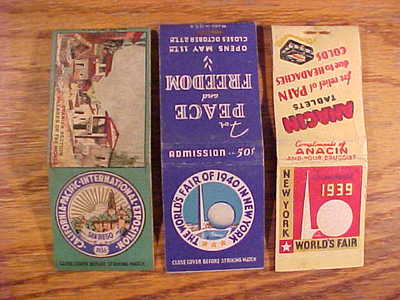 CALIFORNIA-PACIFIC-INTERNATIONAL-EXPOSITION
SAN DIEGO
1935
CLOSE COVER BEFORE STRIKING MATCH
CLOSES OCTOBER 27TH
OPENS MAY 11TH
For PEACE
and
FREEDOM
ADMISSION--50¢
THE WORLD'S FAIR OF 1940 IN NEW YORK
CLOSE COVER BEFORE STRIKING MATCH
for relief of PAIN
due to HEADACHES
COLDS
ANACIN
TABLETS
Compliments of
ANACIN
AND YOUR DRUGGIST
1939
NEW YORK
WORLD'S FAIR